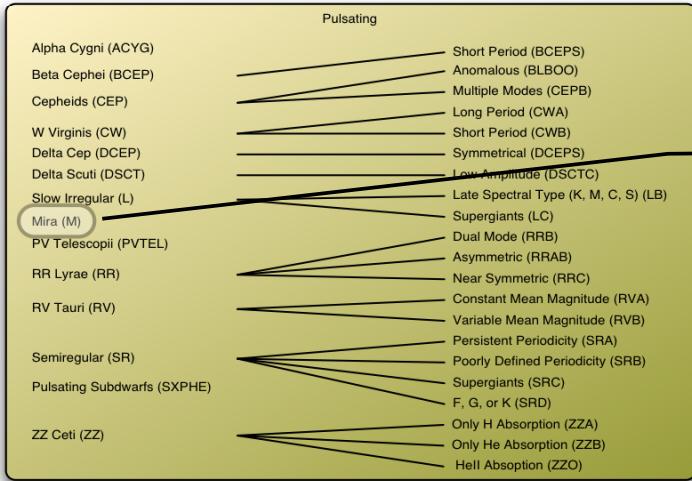 Pulsating
Alpha Cygni (ACYG)
Beta Cephei (BCEP)
Cepheids (CEP)
W Virginis (CW)
Delta Cep (DCEP)
Delta Scuti (DSCT)
Slow Irregular (L)
Mira (M)
PV Telescopii (PVTEL)
RR Lyrae (RR)
RV Tauri (RV)
Semiregular (SR)
Pulsating Subdwarfs (SXPHE)
ZZ Ceti (ZZ)
Short Period (BCEPS)
Anomalous (BLBOO)
Multiple Modes (CEPB)
Long Period (CWA)
Short Period (CWB)
Symmetrical (DCEPS)
Low Amplitude (DSCTC)
Late Spectral Type (K, M, C, S) (LB)
Supergiants (LC)
Dual Mode (RRB)
Asymmetric (RRAB)
Near Symmetric (RRC)
Constant Mean Magnitude (RVA)
Variable Mean Magnitude (RVB)
Persistent Periodicity (SRA)
Poorly Defined Periodicity (SRB)
Supergiants (SRC)
F, G, or K (SRD)
Only H Absorption (ZZA)
Only He Absorption (ZZB)
HeII Absoption (ZZO)